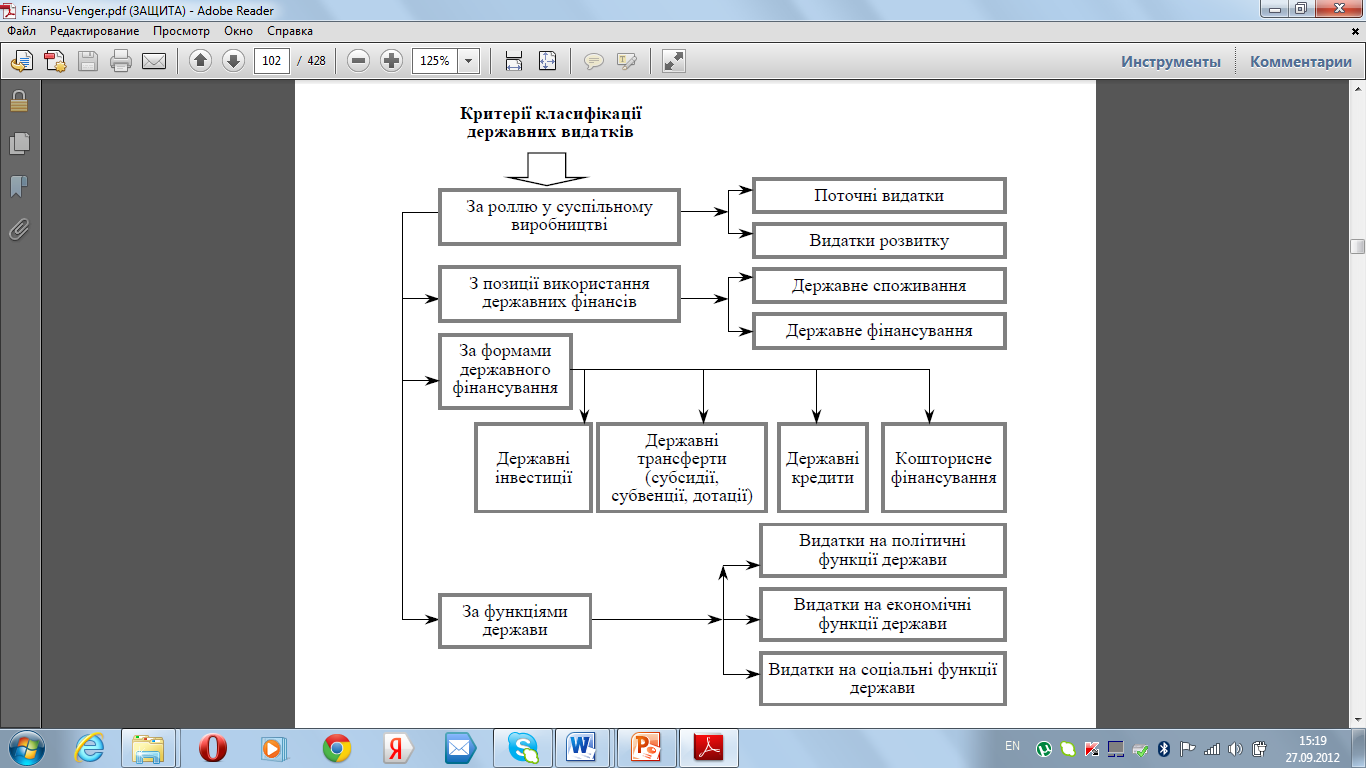 Finansu-Venger.pdf (ЗАЩИТА) - Adobe Reader
Файл Редактирование Просмотр Окно Справка
102 / 428 125% Инструменты Комментарии
Критерії класифікації
державних видатків
За роллю у суспільному
виробництві
Поточні видатки
Видатки розвитку
З позиції використання
державних фінансів
Державне споживання
Державне фінансування
За формами
державного
фінансування
Державні
інвестиції
Державні
трансферти
(субсидії,
субвенції, дотації)
Державні
кредити
Кошторисне
фінансування
За функціями
держави
Видатки на політичні
функції держави
Видатки на економічні
функції держави
Видатки на соціальні функції
держави
EN
15:19
27.09.2012